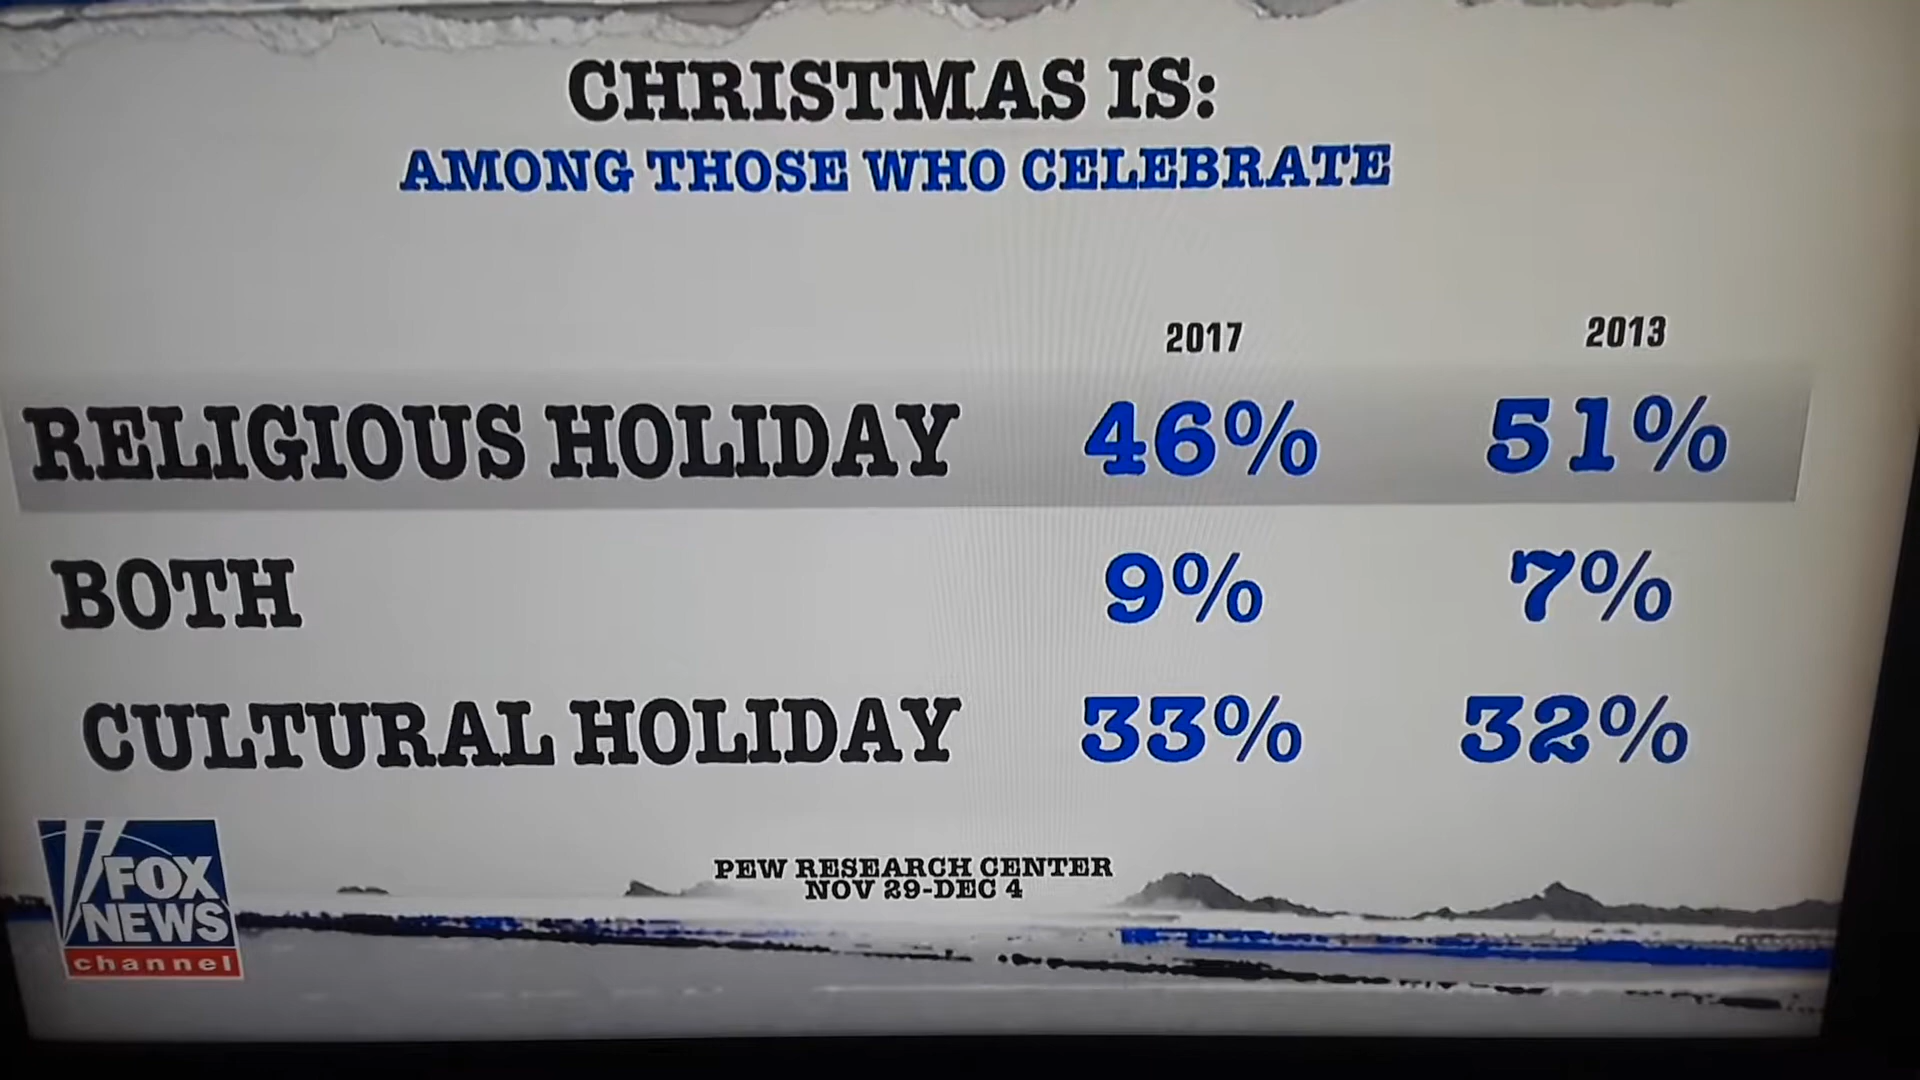 CHRISTMAS IS:
AMONG THOSE WHO CELEBRATE
2017 2013
RELIGIOUS HOLIDAY 46% 51%
BOTH 9% 7%
CULTURAL HOLIDAY 33% 32%
PEW RESEARCH CENTER
NOV 29-DEC 4
FOX
NEWS
channel